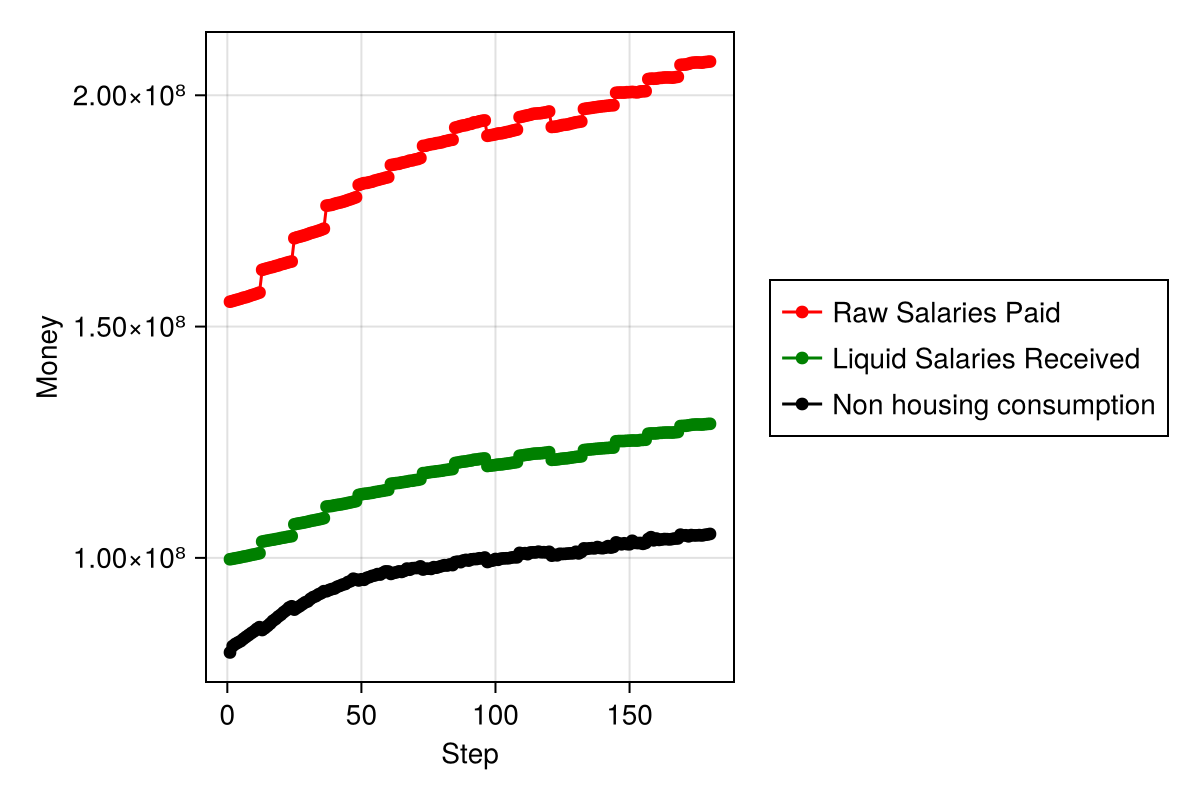 2.00×10⁸
1.50×10⁸
1.00×10⁸
Money
0 50 100 150
Step
Raw Salaries Paid
Liquid Salaries Received
Non housing consumption